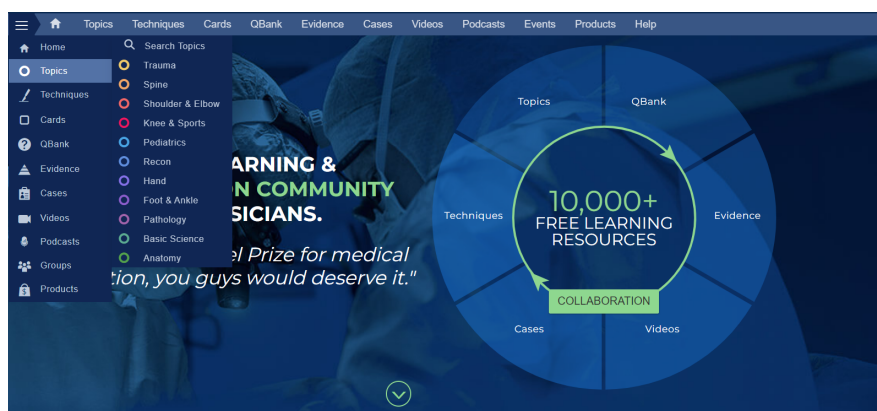 Topics Techniques Cards QBank Evidence Cases Videos Podcasts Events Products Help
Home
Topics
Techniques
Cards
QBank
Evidence
Cases
Videos
Podcasts
Groups
Products
Search Topics
Trauma
Spine
Shoulder & Elbow
Knee & Sports
Pediatrics
Recon
Hand
Foot & Ankle
Pathology
Basic Science
Anatomy
ARNING &
N COMMUNITY
SICIANS.
el Prize for medical
tion, you guys would deserve it."
Topics
QBank
Techniques
Evidence
Cases
Videos
10,000+
FREE LEARNING
RESOURCES
COLLABORATION